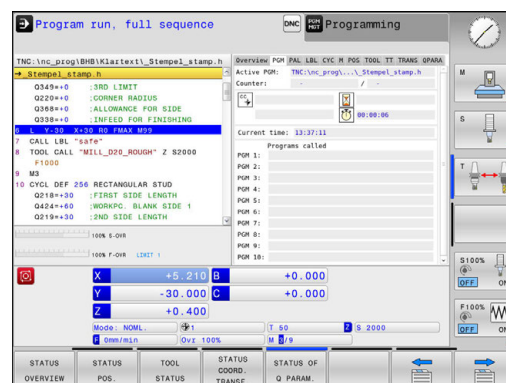 Program run, full sequence
DNC
Programming
TNC:\nc_prog\BHB\Klartext\_Stempel_stamp.h
→_Stempel_stamp.h
Q349=+0 ;3RD LIMIT
Q220=+0 ;CORNER RADIUS
Q368=+0 ;ALLOWANCE FOR SIDE
Q338=+0 ;INFEED FOR FINISHING
6 L Y-30 X+30 R0 FMAX M99
7 CALL LBL "safe"
8 TOOL CALL "MILL_D20_ROUGH" Z S2000
F1000
9 M3
10 CYCL DEF 256 RECTANGULAR STUD
Q218=+30 ;FIRST SIDE LENGTH
Q424=+60 ;WORKPC. BLANK SIDE 1
Q219=+30 ;2ND SIDE LENGTH
100% S-OVR
100% F-OVR LIMIT 1
Overview PGM PAL LBL CYC M POS TOOL TT TRANS QPARA
Active PGM: TNC:\nc_prog\...\_Stempel_stamp.h
Counter: - / -
00:00:06
Current time: 13:37:11
Programs called
PGM 1:
PGM 2:
PGM 3:
PGM 4:
PGM 5:
PGM 6:
PGM 7:
PGM 8:
PGM 9:
PGM 10:
X +5.210 B +0.000
Y -30.000 C +0.000
Z +0.400
Mode: NOML. 1 T 50 Z S 2000
F 0mm/min Ovr 100% M 3/9
STATUS OVERVIEW
STATUS POS.
TOOL STATUS
STATUS COORD. TRANSF.
STATUS OF Q PARAM.
M
S
T
S100%
OFF ON
F100%
OFF ON